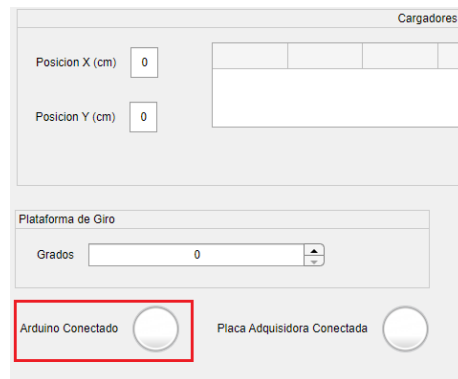 Cargadores
Posicion X (cm) 0
Posicion Y (cm) 0
Plataforma de Giro
Grados 0
Arduino Conectado Placa Adquisidora Conectada